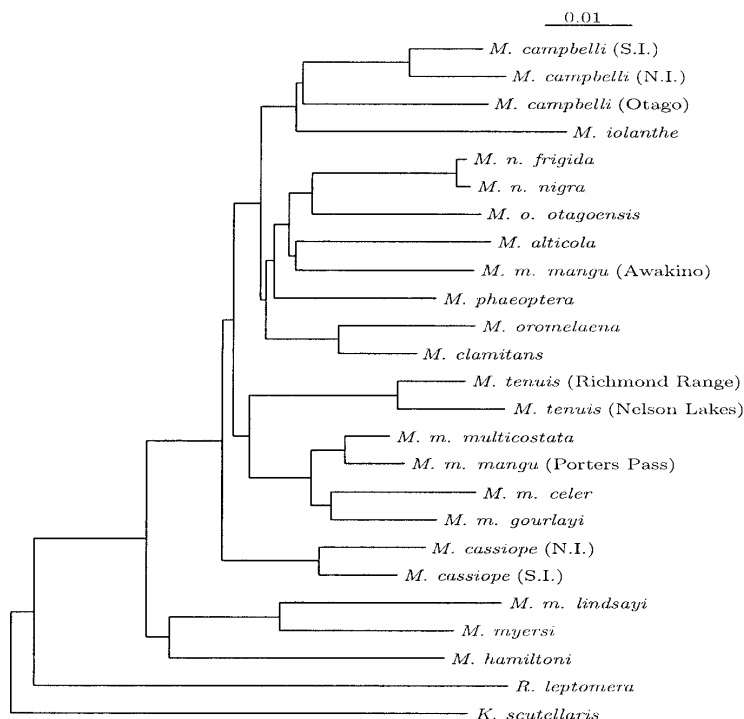 0.01
M. campbelli (S.I.)
M. campbelli (N.I.)
M. campbelli (Otago)
M. iolanthe
M. n. frigida
M. n. nigra
M. o. otagoensis
M. alticola
M. m. mangu (Awakino)
M. phaeoptera
M. oromelaena
M. clamitans
M. tenuis (Richmond Range)
M. tenuis (Nelson Lakes)
M. m. multicostata
M. m. mangu (Porters Pass)
M. m. celer
M. m. gourlayi
M. cassiope (N.I.)
M. cassiope (S.I.)
M. m. lindsayi
M. myersi
M. hamiltoni
R. leptomera
K. scutellaris